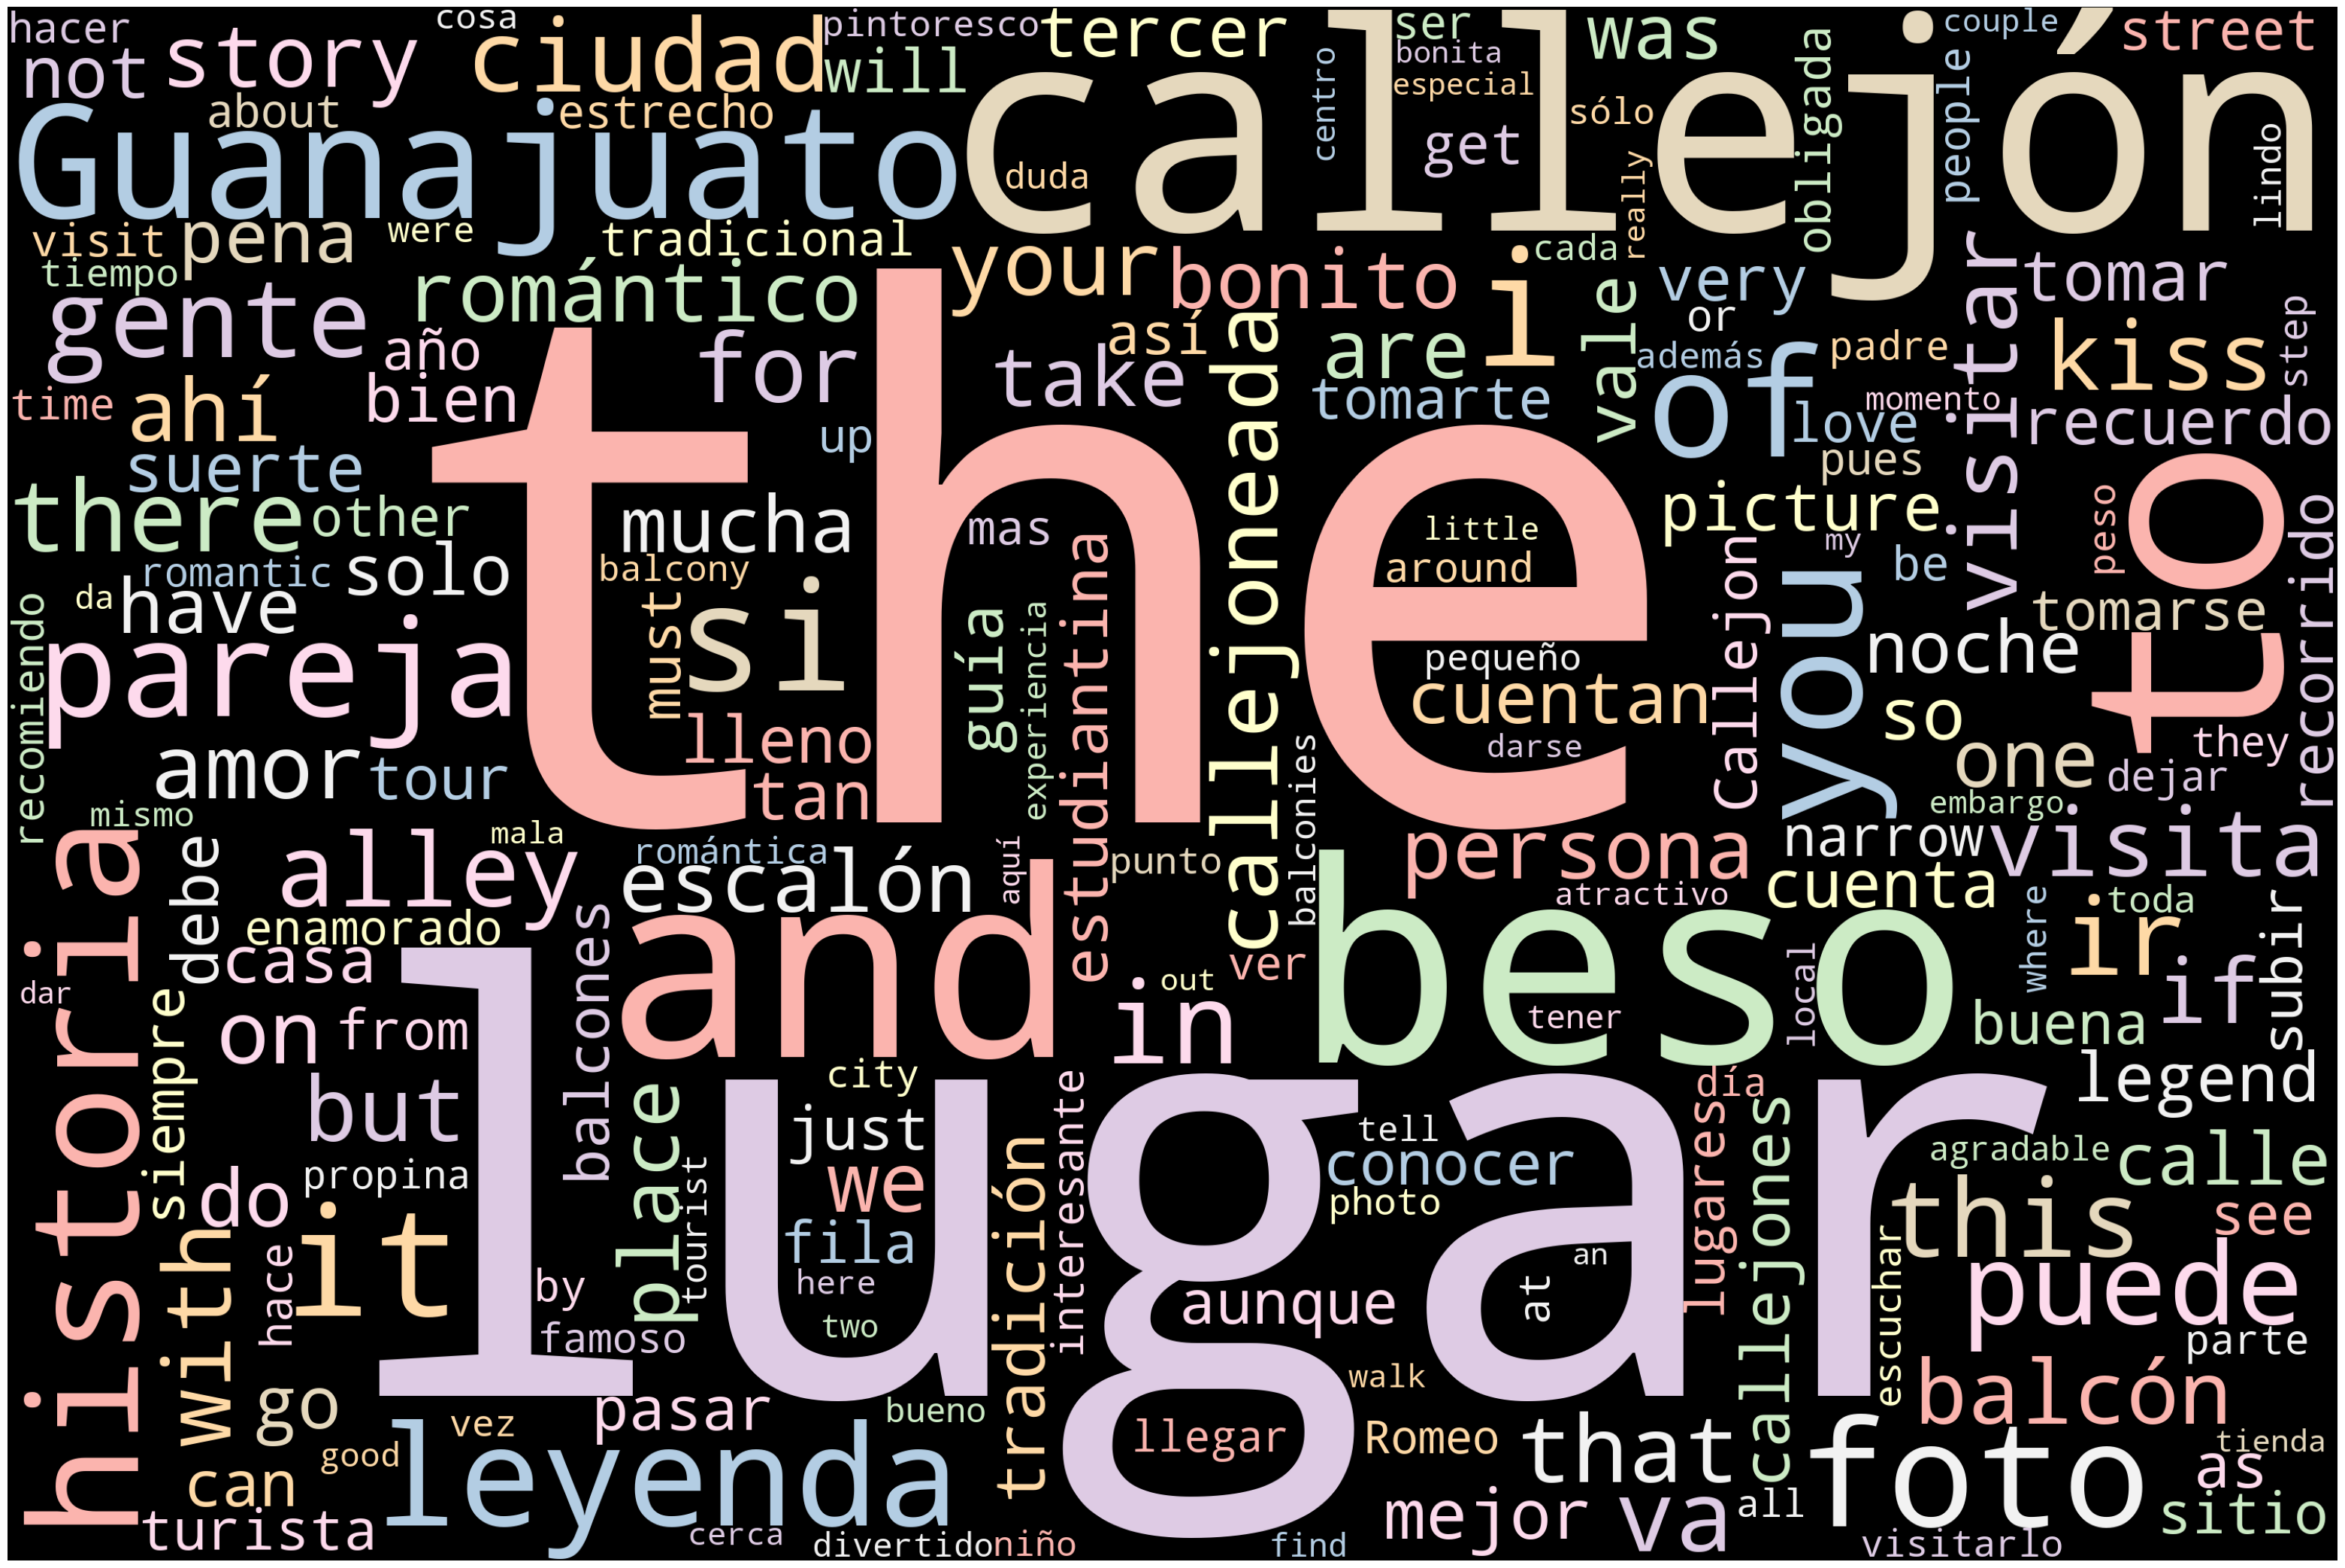 hacer
cosa
pintoresco
tercer
ser
was
couple
street
not
story
ciudad
will
centro
bonita
especial
callejón
about
estrecho
Guanajuato
duda
get
sólo
really
obligada
people
lindo
visit
pena
were
tradicional
tiempo
gente
romántico
your
bonito
i
cada
very
visitar
tomar
año
for
take
así
are
vale
además
or
padre
kiss
step
time
ahí
bien
up
the
callejoneada
tomarte
of
love
momento
recuerdo
suerte
pues
there
other
mucha
mas
little
picture
peso
to
recorrido
romantic
solo
balcony
estudiantina
around
callejon
my
be
you
da
have
must
si
guía
experiencia
tomarse
recomiendo
pareja
pequeño
noche
cuentan
so
lleno
darse
they
amor
tour
tan
balconies
one
dejar
mismo
mala
embargo
alley
romántica
escalón
aquí
punto
persona
narrow
visita
historia
debe
enamorado
atractivo
cuenta
toda
casa
balcones
and
ver
beso
local
where
ir
if
subir
dar
siempre
on
from
out
in
tener
buena
but
city
interesante
día
legend
place
just
tell
lugares
callejones
do
propina
tourist
we
tradición
conocer
agradable
calle
with
it
lugar
fila
photo
this
see
hace
by
here
aunque
at
an
escuchar
puede
famoso
two
parte
go
pasar
bueno
walk
balcón
vez
leyenda
llegar
Romeo
that
foto
tienda
can
good
as
turista
cerca
divertido
niño
find
mejor
va
all
visitarlo
sitio